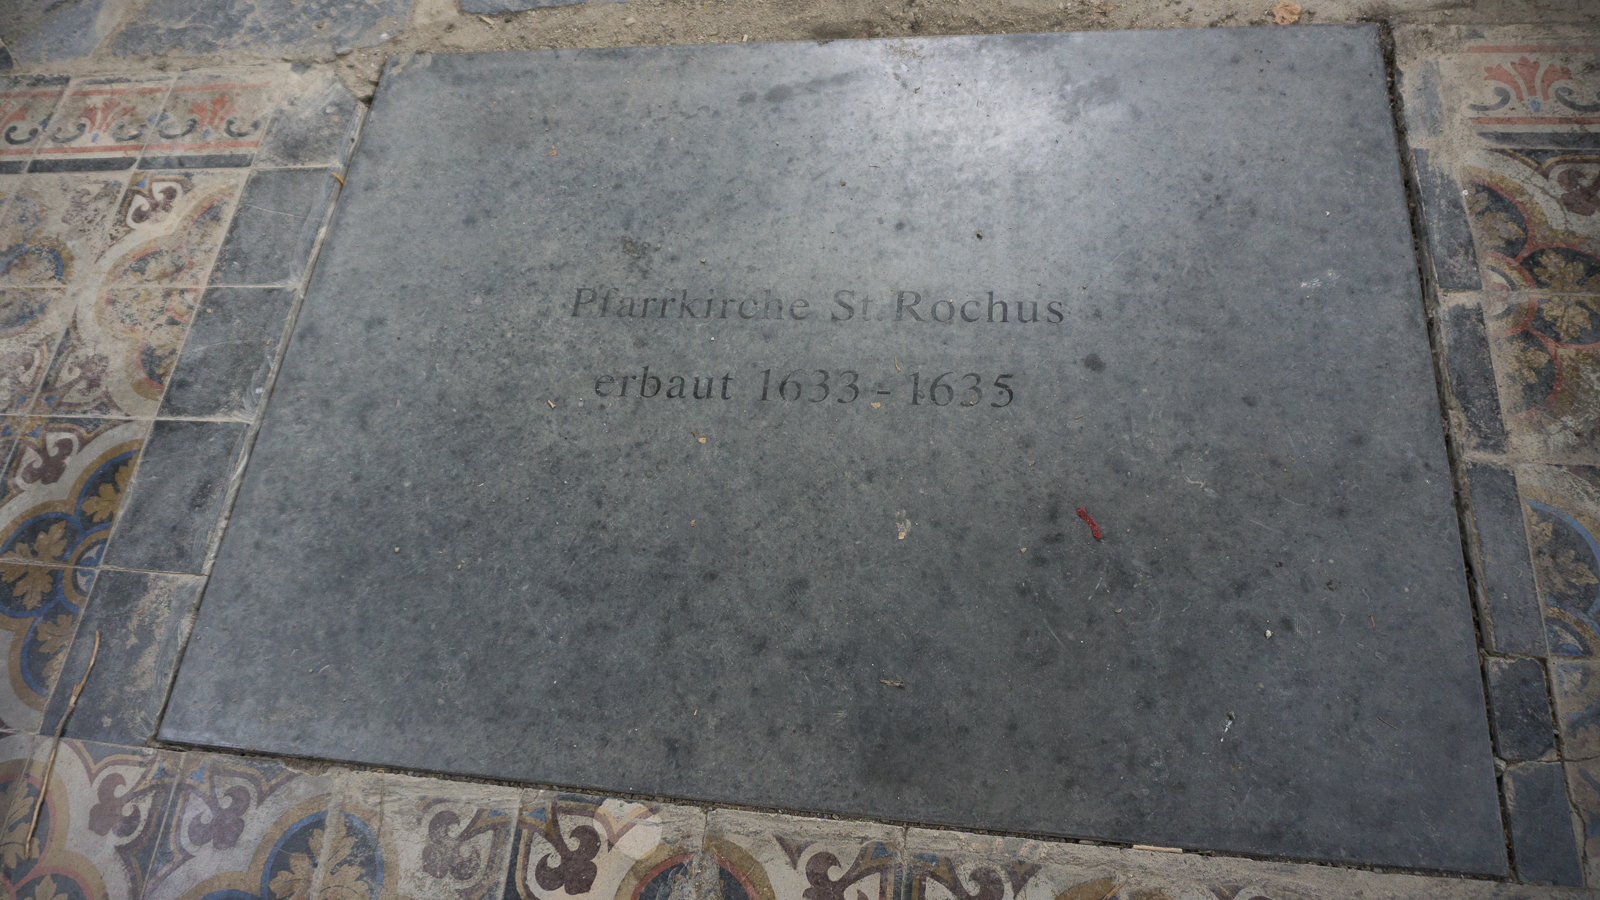 Pfarrkirche St. Rochus
erbaut 1633 - 1635